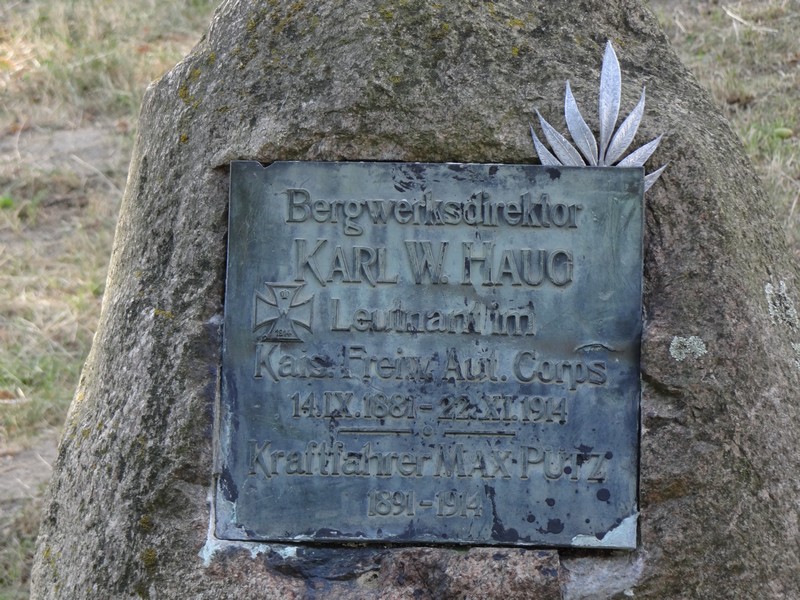 Bergwerksdirektor
KARL W. HAUG
Leutnant im
Kais. Freiw. Aut. Corps
14.IX.1881 - 22.XI.1914
Kraftfahrer MAX PUTZ
1891 - 1914
W
1914